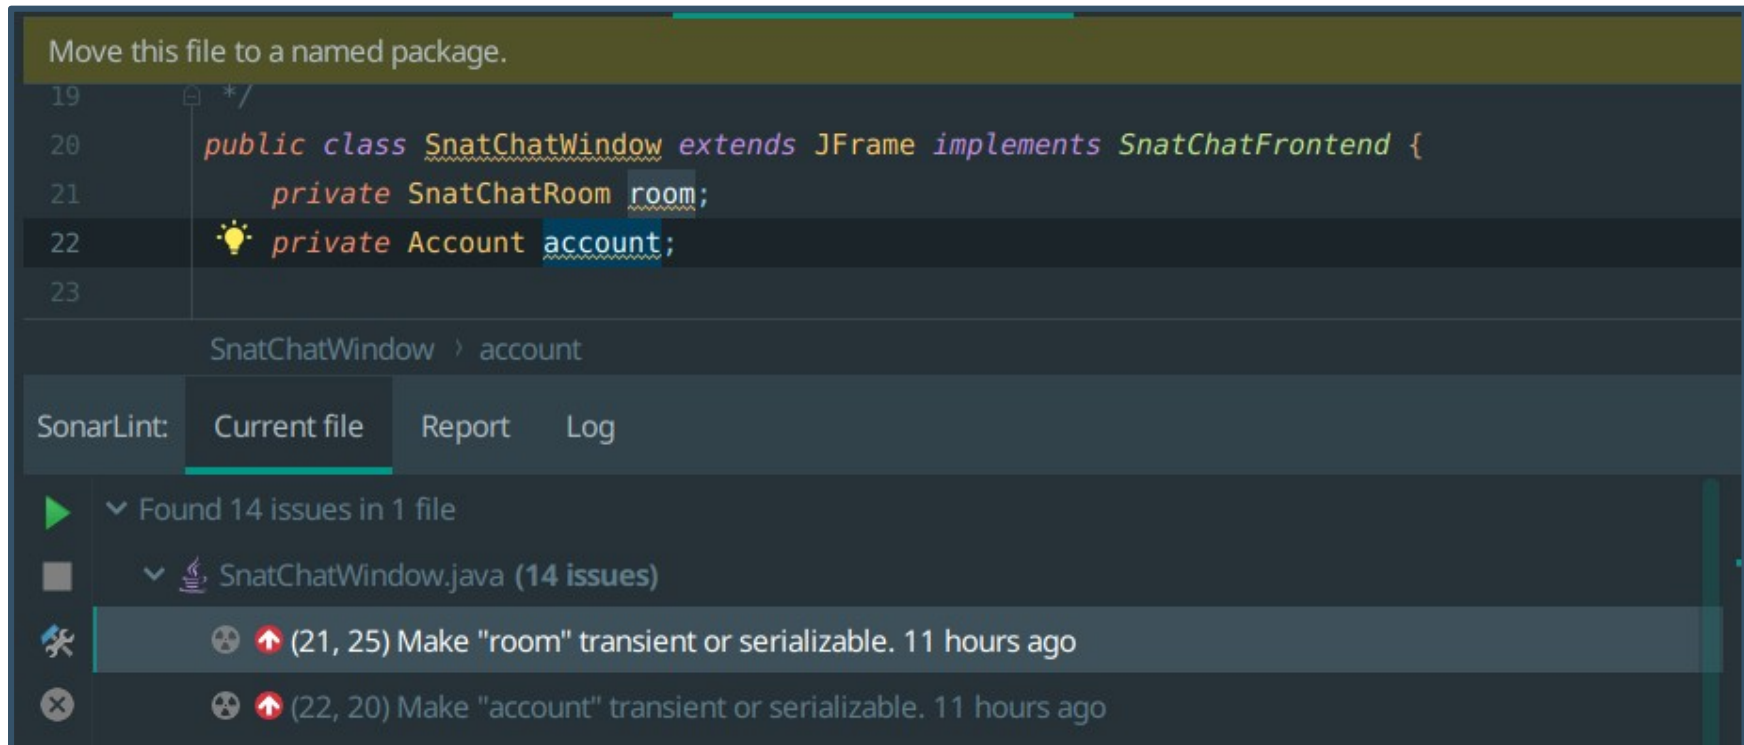 Move this file to a named package.
19 */
20 public class SnatChatWindow extends JFrame implements SnatChatFrontend {
21 private SnatChatRoom room;
22 private Account account;
23
SnatChatWindow › account
SonarLint: Current file Report Log
Found 14 issues in 1 file
SnatChatWindow.java (14 issues)
(21, 25) Make "room" transient or serializable. 11 hours ago
(22, 20) Make "account" transient or serializable. 11 hours ago